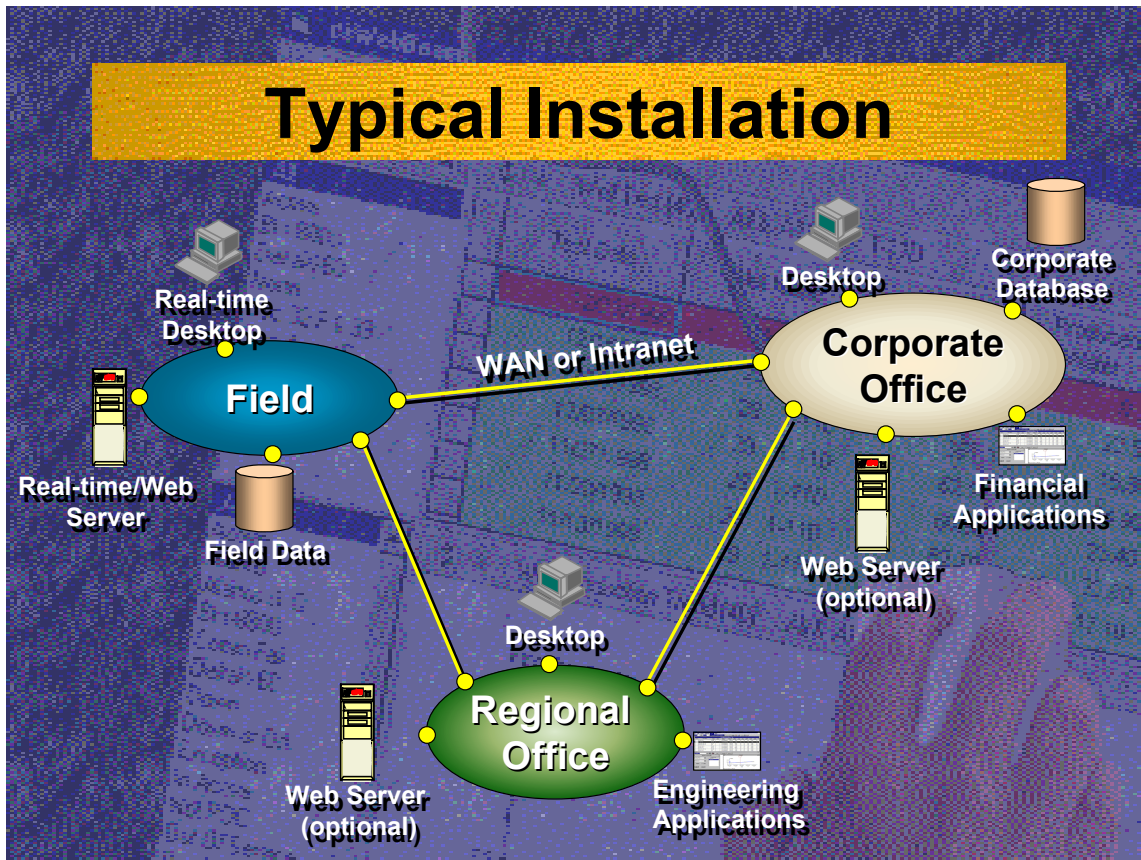 Typical Installation
Real-time
Desktop
Field
Real-time/Web
Server
Field Data
WAN or Intranet
Desktop
Corporate
Database
Corporate
Office
Financial
Applications
Web Server
(optional)
Desktop
Regional
Office
Web Server
(optional)
Engineering
Applications